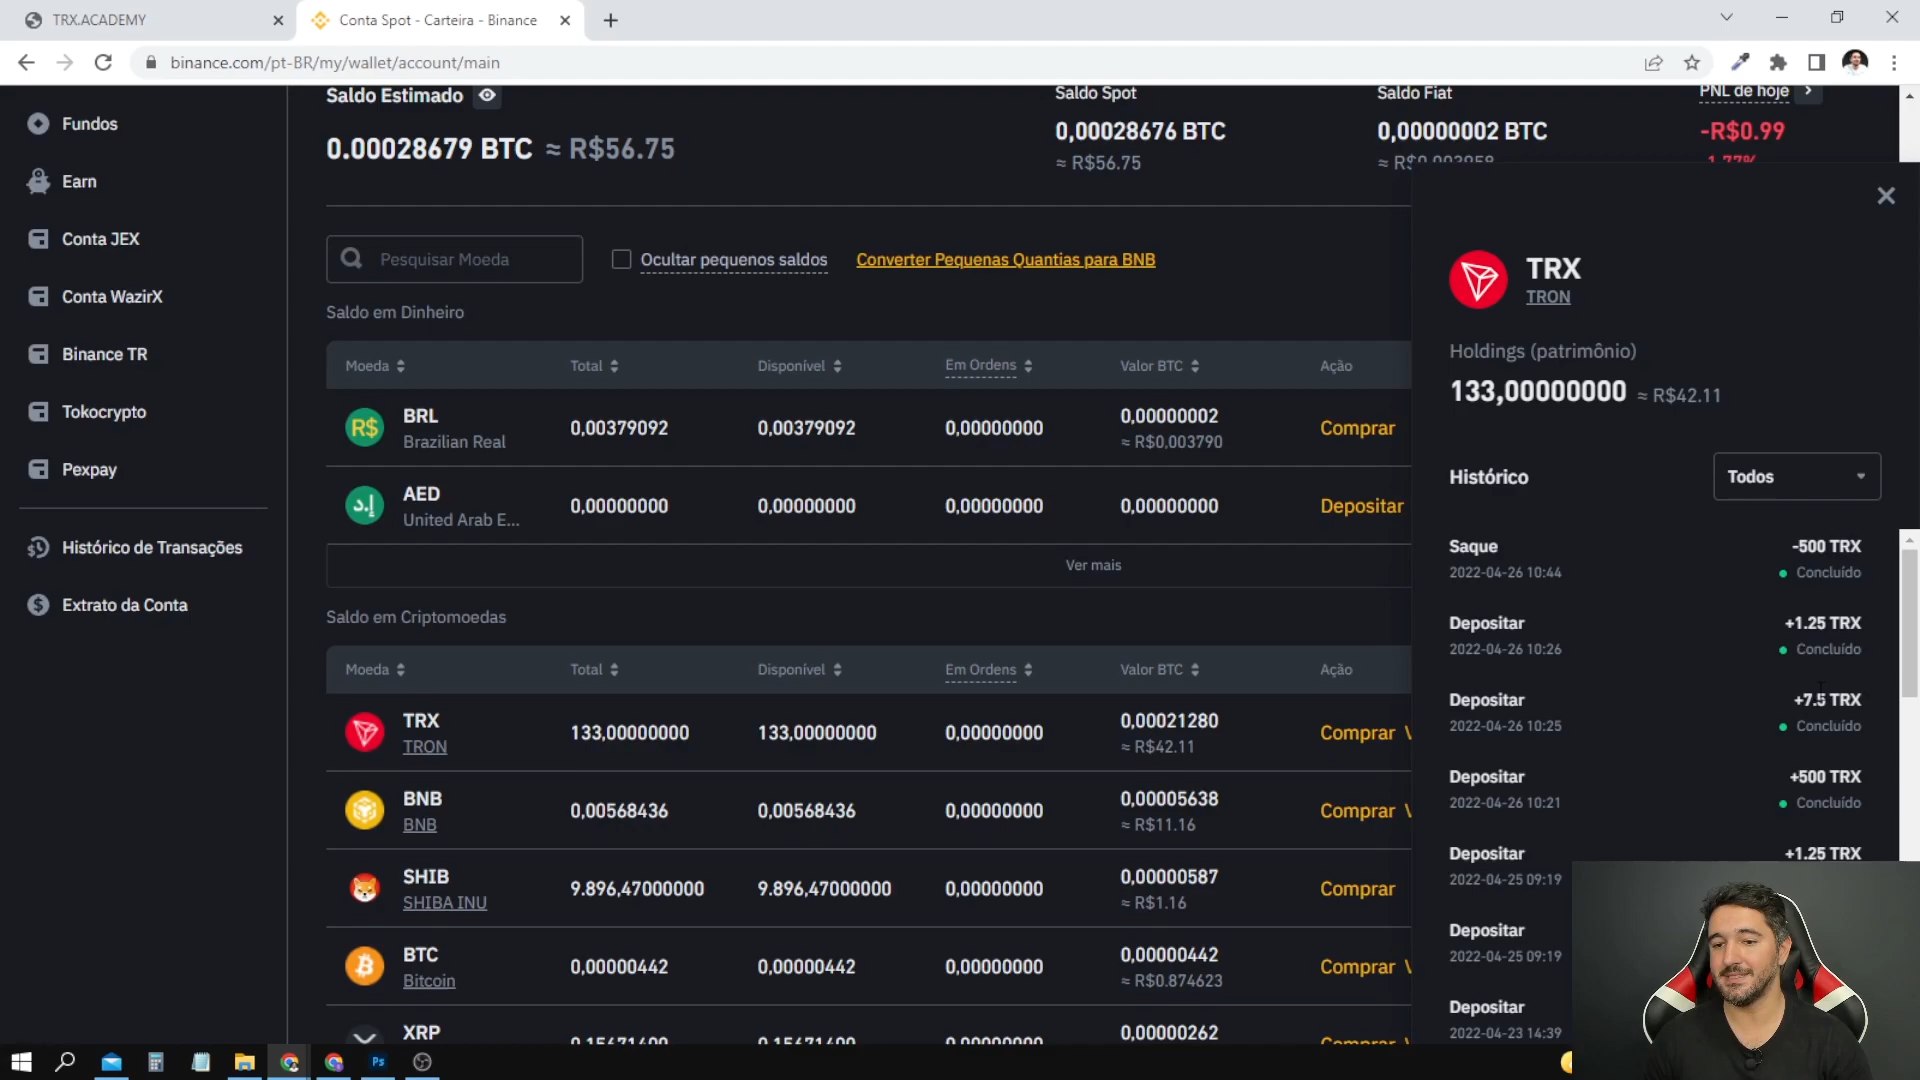 TRX.ACADEMY
Conta Spot - Carteira - Binance
binance.com/pt-BR/my/wallet/account/main
Fundos
Earn
Conta JEX
Conta WazirX
Binance TR
Tokocrypto
Pexpay
Histórico de Transações
Extrato da Conta
Saldo Estimado
0.00028679 BTC ≈ R$56.75
Saldo Spot
0,00028676 BTC
≈ R$56.75
Saldo Fiat
0,00000002 BTC
≈ R$0,003958
PNL de hoje
-R$0.99
-1.77%
Pesquisar Moeda
Ocultar pequenos saldos
Converter Pequenas Quantias para BNB
Saldo em Dinheiro
Moeda Total Disponível Em Ordens Valor BTC Ação
BRL
Brazilian Real
0,00379092 0,00379092 0,00000000 0,00000002
≈ R$0,003790
Comprar
AED
United Arab E...
0,00000000 0,00000000 0,00000000 0,00000000 Depositar
Ver mais
Saldo em Criptomoedas
Moeda Total Disponível Em Ordens Valor BTC Ação
TRX
TRON
133,00000000 133,00000000 0,00000000 0,00021280
≈ R$42.11
Comprar
BNB
BNB
0,00568436 0,00568436 0,00000000 0,00005638
≈ R$11.16
Comprar
SHIB
SHIBA INU
9.896,47000000 9.896,47000000 0,00000000 0,00000587
≈ R$1.16
Comprar
BTC
Bitcoin
0,00000442 0,00000442 0,00000000 0,00000442
≈ R$0.874623
Comprar
XRP
0,15671400 0,15671400 0,00000000 0,00000262
Comprar
TRX
TRON
Holdings (patrimônio)
133,00000000 ≈ R$42.11
Histórico
Todos
Saque -500 TRX
2022-04-26 10:44 Concluído
Depositar +1.25 TRX
2022-04-26 10:26 Concluído
Depositar +7.5 TRX
2022-04-26 10:25 Concluído
Depositar +500 TRX
2022-04-26 10:21 Concluído
Depositar +1.25 TRX
2022-04-25 09:19
Depositar
2022-04-25 09:19
Depositar
2022-04-23 14:39
Ps